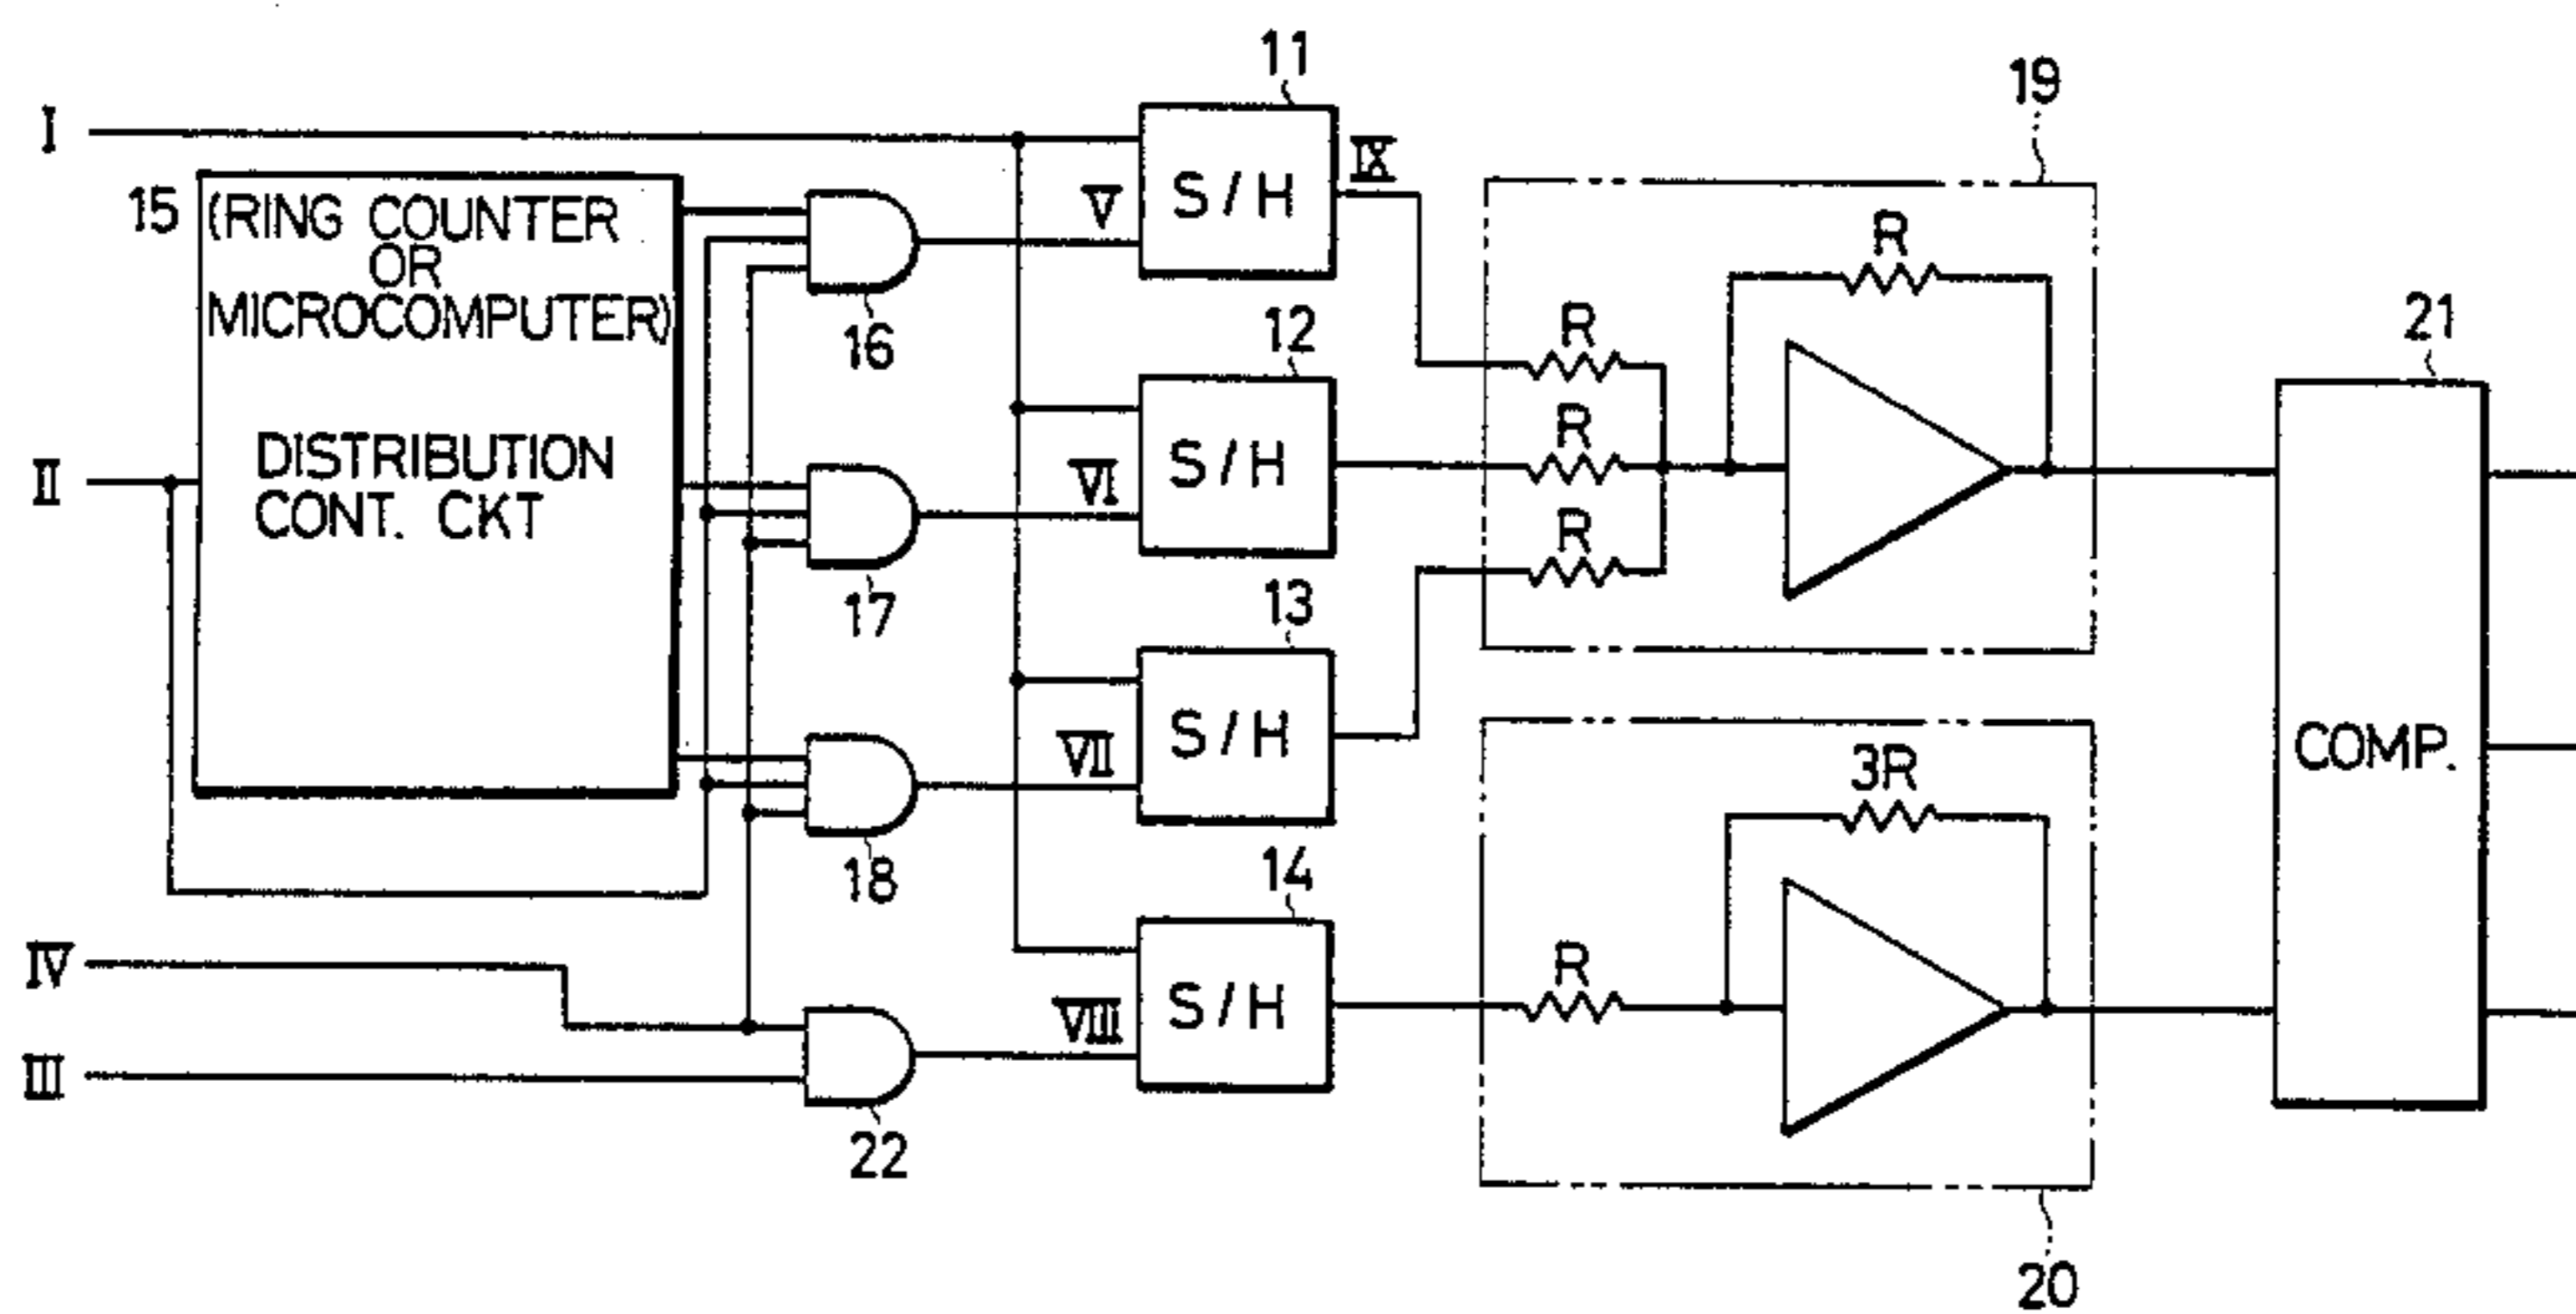 11
19
I
IX
15
(RING COUNTER
OR
MICROCOMPUTER)
V
S/H
R
16
12
R
21
DISTRIBUTION
CONT. CKT
II
VI
S/H
R
R
17
13
VII
S/H
3R
COMP.
18
14
IV
VIII
S/H
R
III
22
20